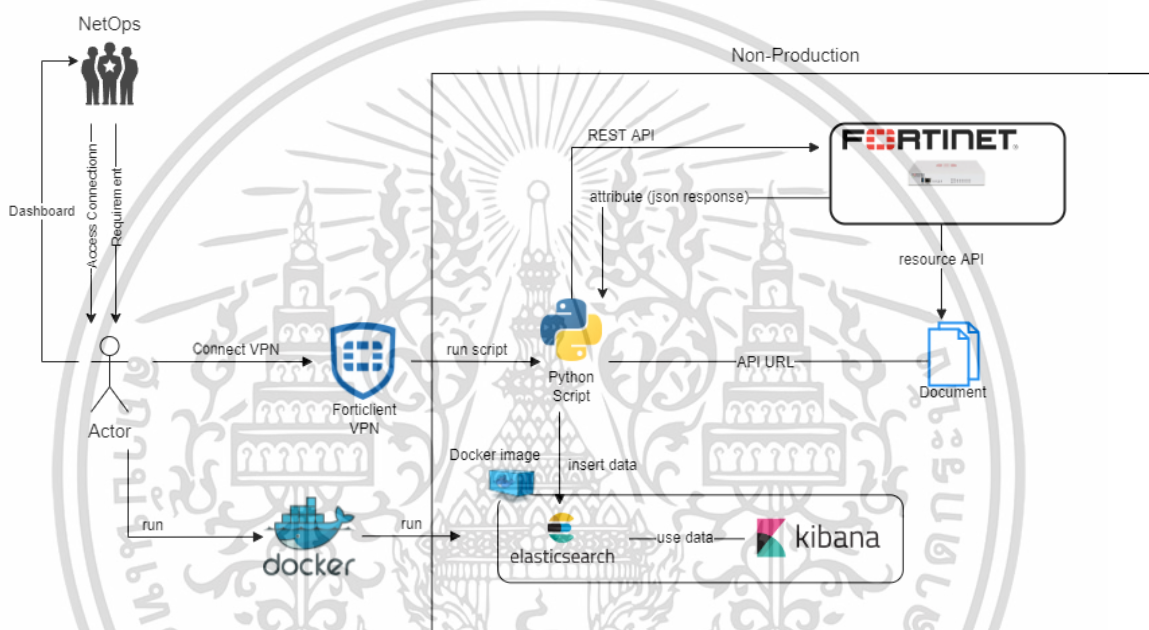 NetOps
Non-Production
REST API
FORTINET
attribute (json response)
Dashboard
Access Connectionn
Requirement
resource API
Connect VPN
run script
API URL
Python
Script
Document
Forticlient
VPN
Actor
Docker image
insert data
run
run
docker
elasticsearch
use data
kibana